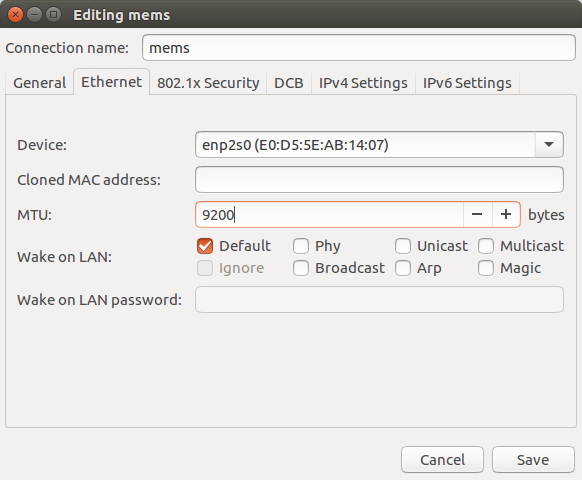 Editing mems
Connection name: mems
General Ethernet 802.1x Security DCB IPv4 Settings IPv6 Settings
Device: enp2s0 (E0:D5:5E:AB:14:07)
Cloned MAC address:
MTU: 9200 − + bytes
Wake on LAN: Default Phy Unicast Multicast
Ignore Broadcast Arp Magic
Wake on LAN password:
Cancel Save